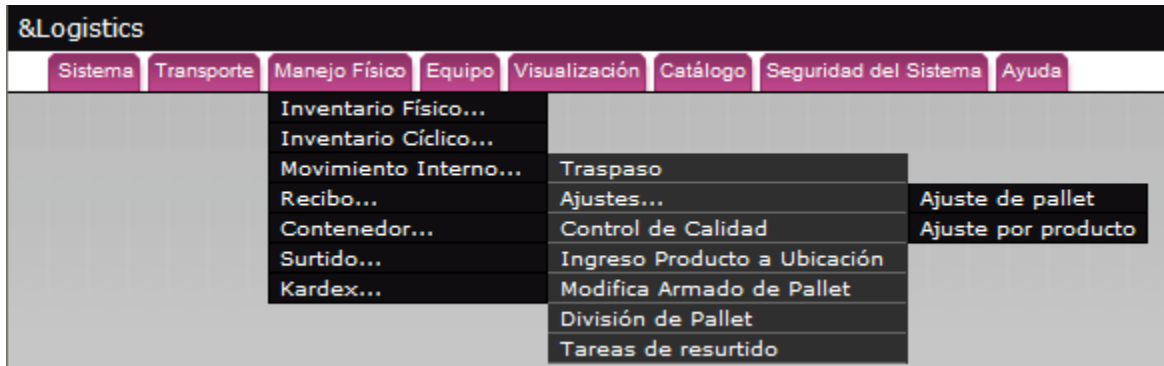 &Logistics
Sistema Transporte Manejo Físico Equipo Visualización Catálogo Seguridad del Sistema Ayuda
Inventario Físico...
Inventario Cíclico...
Movimiento Interno... Traspaso
Recibo... Ajustes... Ajuste de pallet
Contenedor... Control de Calidad Ajuste por producto
Surtido... Ingreso Producto a Ubicación
Kardex... Modifica Armado de Pallet
División de Pallet
Tareas de resurtido